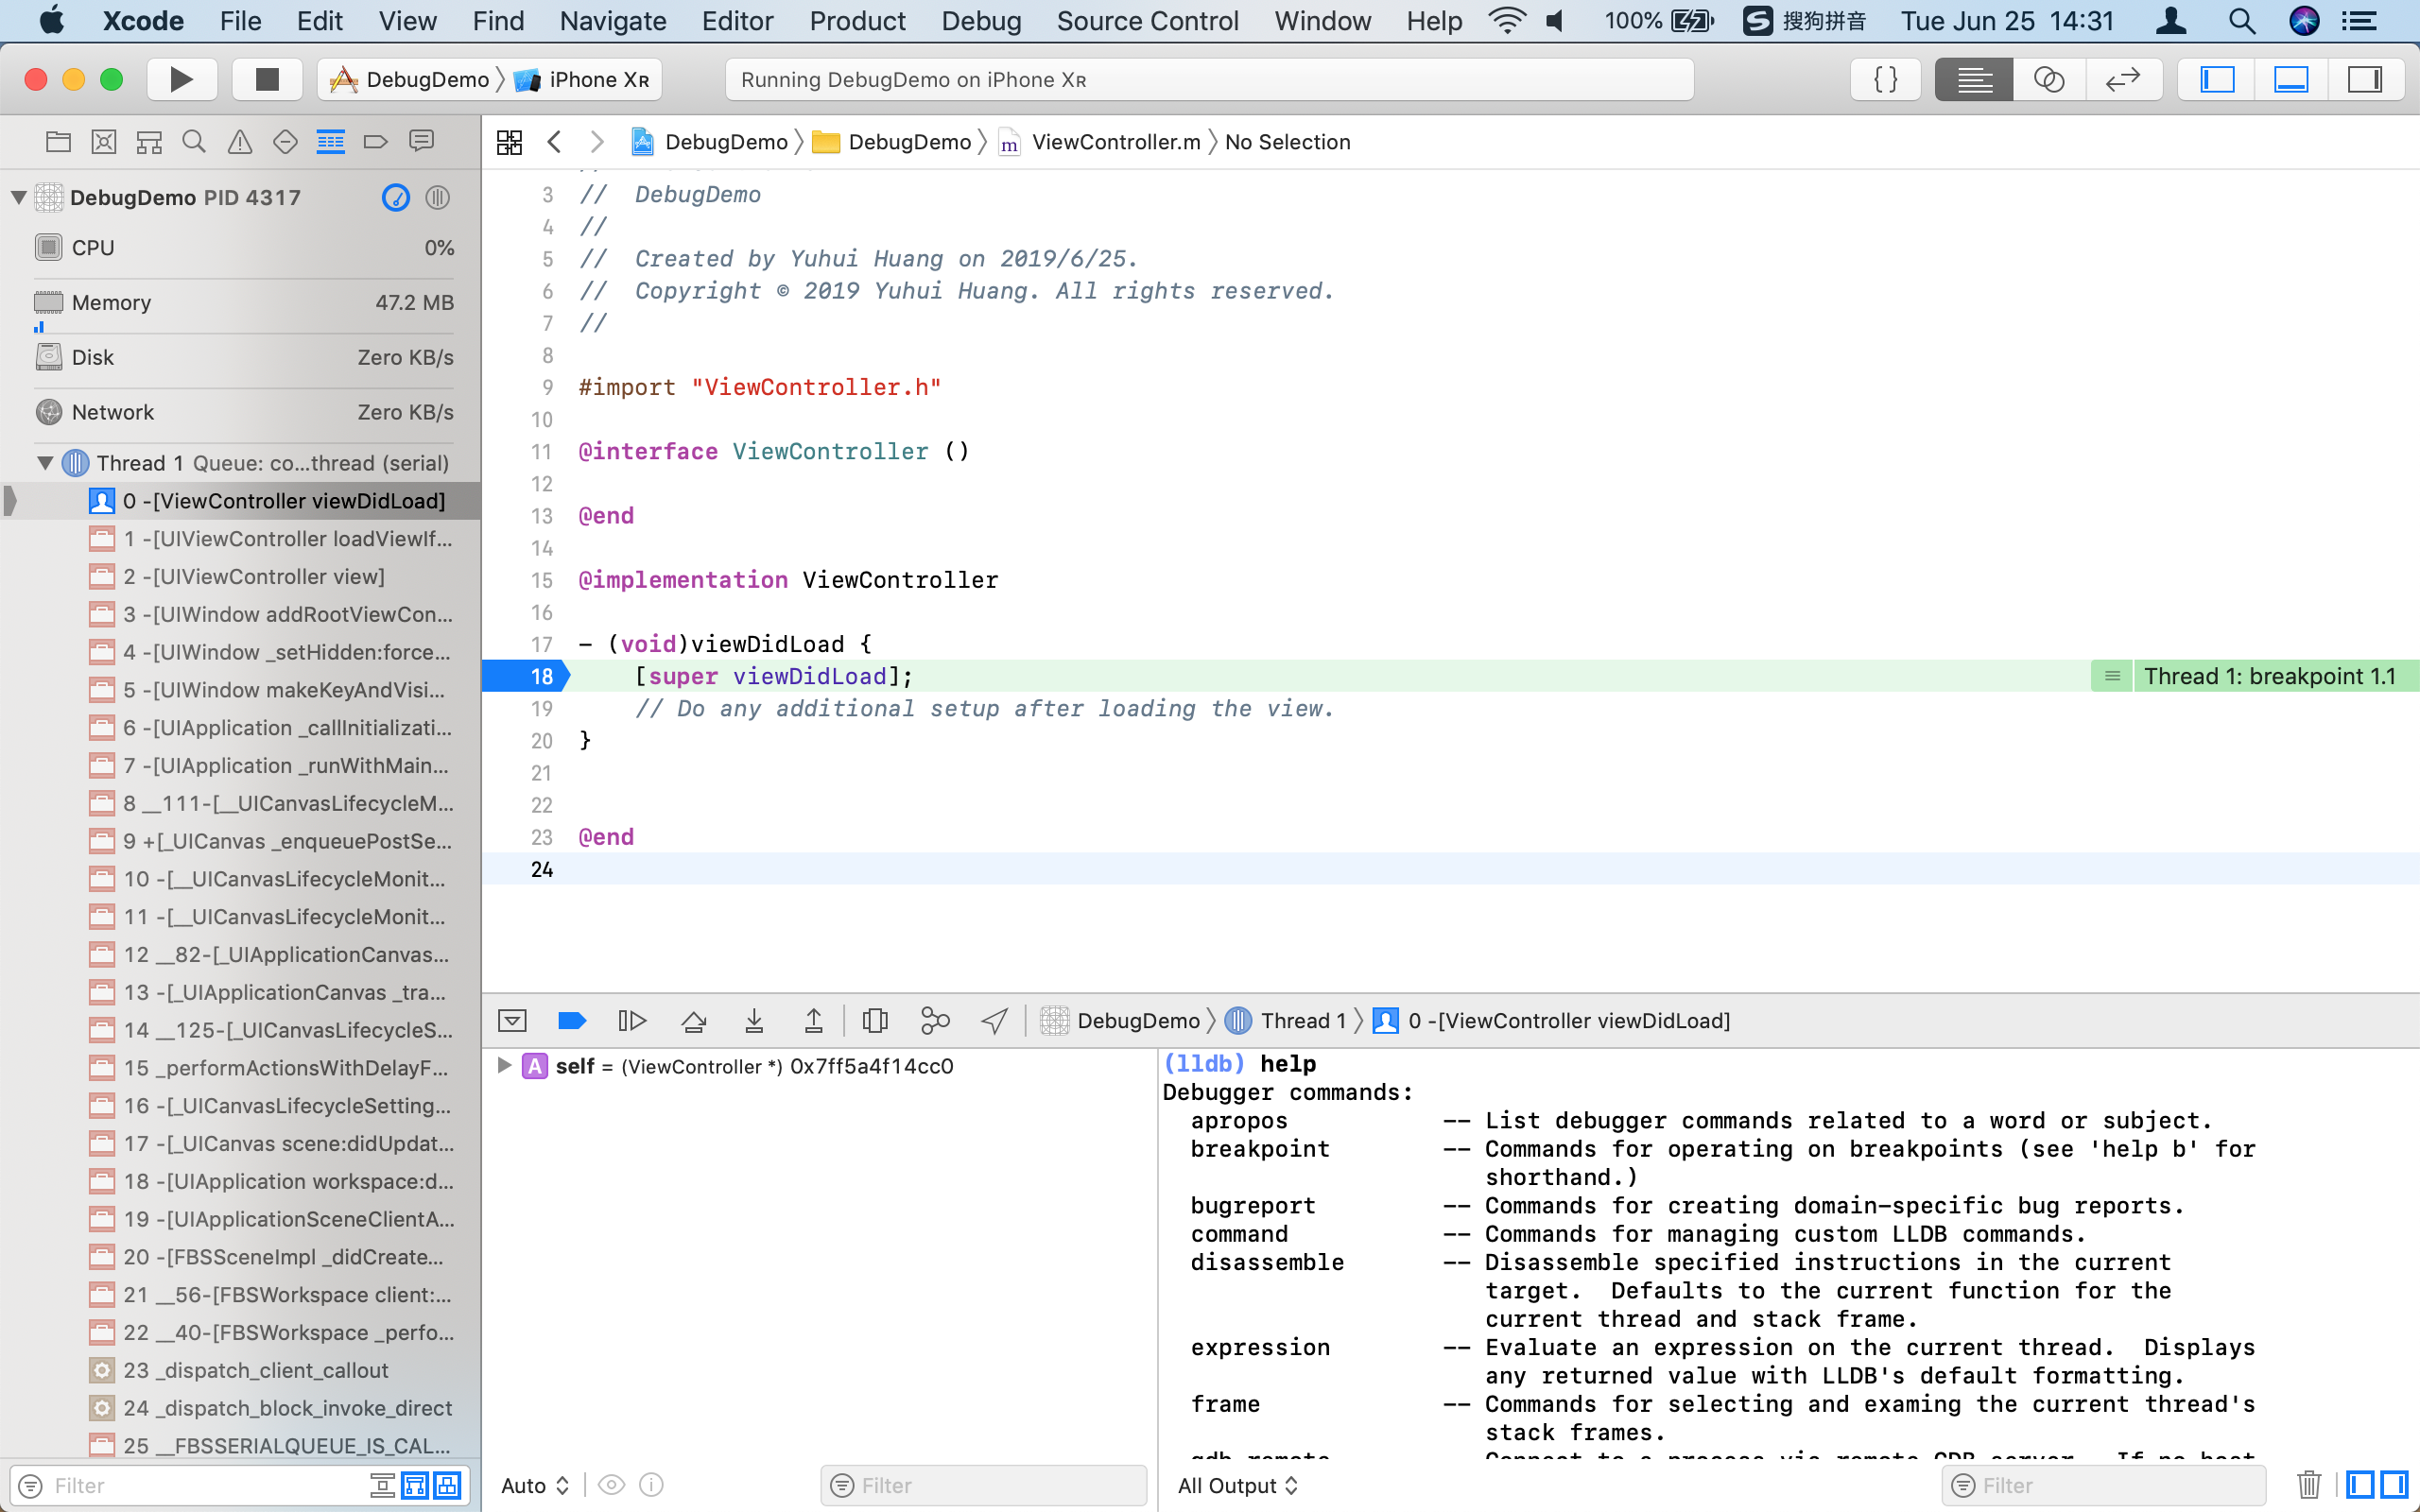 Xcode File Edit View Find Navigate Editor Product Debug Source Control Window Help 100% 搜狗拼音 Tue Jun 25 14:31
DebugDemo iPhone XR
Running DebugDemo on iPhone XR
DebugDemo DebugDemo m ViewController.m No Selection
DebugDemo PID 4317
CPU 0%
Memory 47.2 MB
Disk Zero KB/s
Network Zero KB/s
Thread 1 Queue: co...thread (serial)
0 -[ViewController viewDidLoad]
1 -[UIViewController loadViewIf...
2 -[UIViewController view]
3 -[UIWindow addRootViewCon...
4 -[UIWindow _setHidden:force...
5 -[UIWindow makeKeyAndVisi...
6 -[UIApplication _callInitializati...
7 -[UIApplication _runWithMain...
8 __111-[__UICanvasLifecycleM...
9 +[_UICanvas _enqueuePostSe...
10 -[__UICanvasLifecycleMonit...
11 -[__UICanvasLifecycleMonit...
12 __82-[_UIApplicationCanvas...
13 -[_UIApplicationCanvas _tra...
14 __125-[_UICanvasLifecycleS...
15 _performActionsWithDelayF...
16 -[_UICanvasLifecycleSetting...
17 -[_UICanvas scene:didUpdat...
18 -[UIApplication workspace:d...
19 -[UIApplicationSceneClientA...
20 -[FBSSceneImpl _didCreate...
21 __56-[FBSWorkspace client:...
22 __40-[FBSWorkspace _perfo...
23 _dispatch_client_callout
24 _dispatch_block_invoke_direct
25 __FBSSERIALQUEUE_IS_CAL...
Filter
3 // DebugDemo
4 //
5 // Created by Yuhui Huang on 2019/6/25.
6 // Copyright © 2019 Yuhui Huang. All rights reserved.
7 //
8
9 #import "ViewController.h"
10
11 @interface ViewController ()
12
13 @end
14
15 @implementation ViewController
16
17 - (void)viewDidLoad {
18 [super viewDidLoad]; Thread 1: breakpoint 1.1
19 // Do any additional setup after loading the view.
20 }
21
22
23 @end
24
DebugDemo Thread 1 0 -[ViewController viewDidLoad]
A self = (ViewController *) 0x7ff5a4f14cc0
Auto Filter
(lldb) help
Debugger commands:
apropos -- List debugger commands related to a word or subject.
breakpoint -- Commands for operating on breakpoints (see 'help b' for
shorthand.)
bugreport -- Commands for creating domain-specific bug reports.
command -- Commands for managing custom LLDB commands.
disassemble -- Disassemble specified instructions in the current
target. Defaults to the current function for the
current thread and stack frame.
expression -- Evaluate an expression on the current thread. Displays
any returned value with LLDB's default formatting.
frame -- Commands for selecting and examing the current thread's
stack frames.
All Output Filter